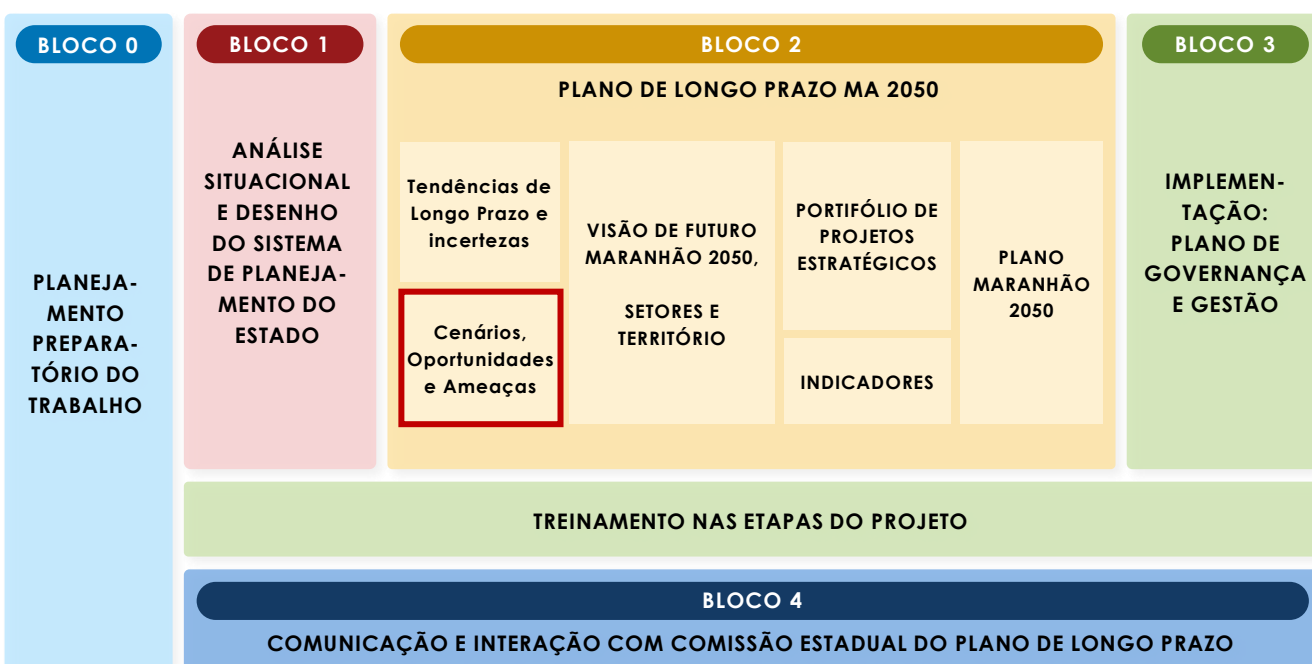 BLOCO 0
PLANEJA-
MENTO
PREPARA-
TÓRIO DO
TRABALHO
BLOCO 1
ANÁLISE
SITUACIONAL
E DESENHO
DO SISTEMA
DE PLANEJA-
MENTO DO
ESTADO
BLOCO 2
PLANO DE LONGO PRAZO MA 2050
Tendências de
Longo Prazo e
incertezas
Cenários,
Oportunidades
e Ameaças
VISÃO DE FUTURO
MARANHÃO 2050,
SETORES E
TERRITÓRIO
PORTIFÓLIO DE
PROJETOS
ESTRATÉGICOS
INDICADORES
PLANO
MARANHÃO
2050
BLOCO 3
IMPLEMEN-
TAÇÃO:
PLANO DE
GOVERNANÇA
E GESTÃO
TREINAMENTO NAS ETAPAS DO PROJETO
BLOCO 4
COMUNICAÇÃO E INTERAÇÃO COM COMISSÃO ESTADUAL DO PLANO DE LONGO PRAZO